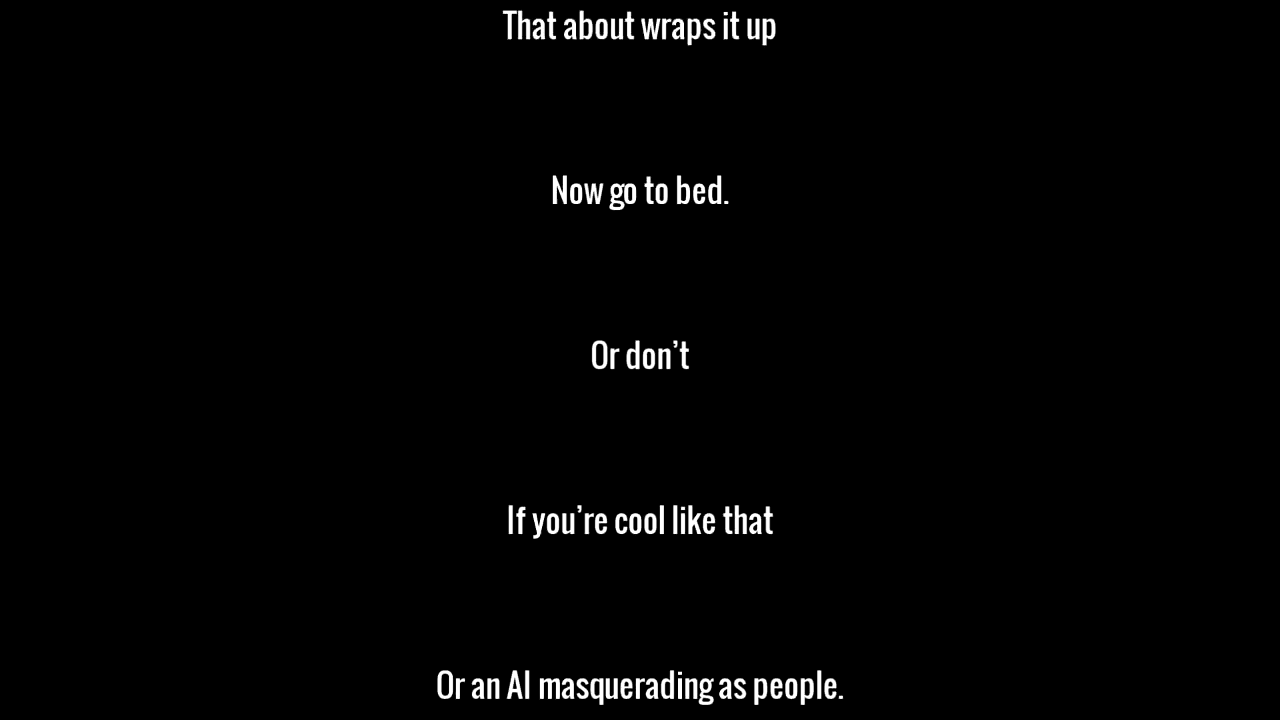 That about wraps it up
Now go to bed.
Or don’t
If you’re cool like that
Or an AI masquerading as people.